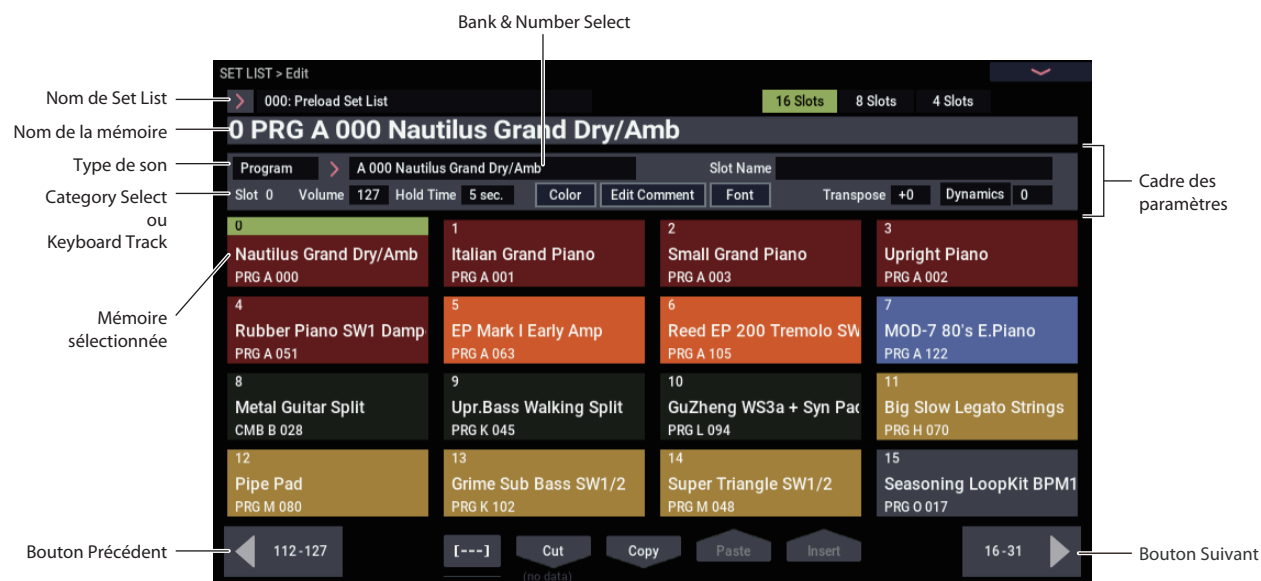 Bank & Number Select
SET LIST > Edit
Nom de Set List
000: Preload Set List
16 Slots
8 Slots
4 Slots
Nom de la mémoire
0 PRG A 000 Nautilus Grand Dry/Amb
Type de son
Program
A 000 Nautilus Grand Dry/Amb
Slot Name
Category Select
ou
Keyboard Track
Slot 0
Volume 127
Hold Time 5 sec.
Color
Edit Comment
Font
Transpose +0
Dynamics 0
Cadre des
paramètres
0
Nautilus Grand Dry/Amb
PRG A 000
1
Italian Grand Piano
PRG A 001
2
Small Grand Piano
PRG A 003
3
Upright Piano
PRG A 002
Mémoire
sélectionnée
4
Rubber Piano SW1 Damp
PRG A 051
5
EP Mark I Early Amp
PRG A 063
6
Reed EP 200 Tremolo SW
PRG A 105
7
MOD-7 80's E.Piano
PRG A 122
8
Metal Guitar Split
CMB B 028
9
Upr.Bass Walking Split
PRG K 045
10
GuZheng WS3a + Syn Pad
PRG L 094
11
Big Slow Legato Strings
PRG H 070
12
Pipe Pad
PRG M 080
13
Grime Sub Bass SW1/2
PRG K 102
14
Super Triangle SW1/2
PRG M 048
15
Seasoning LoopKit BPM1
PRG O 017
Bouton Précédent
112-127
[---]
Cut
(no data)
Copy
Paste
Insert
16-31
Bouton Suivant